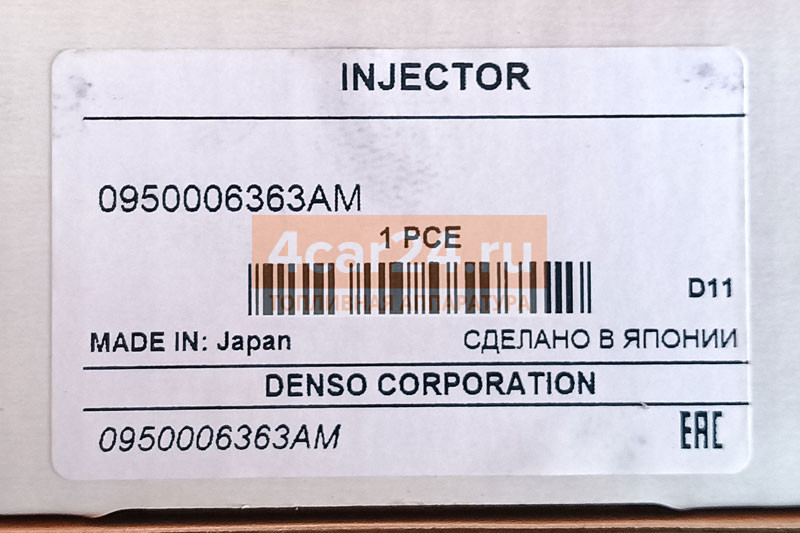 INJECTOR
0950006363AM
1 PCE
4car24.ru
ТОПЛИВНАЯ АППАРАТУРА
D11
MADE IN: Japan СДЕЛАНО В ЯПОНИИ
DENSO CORPORATION
0950006363AM EAC